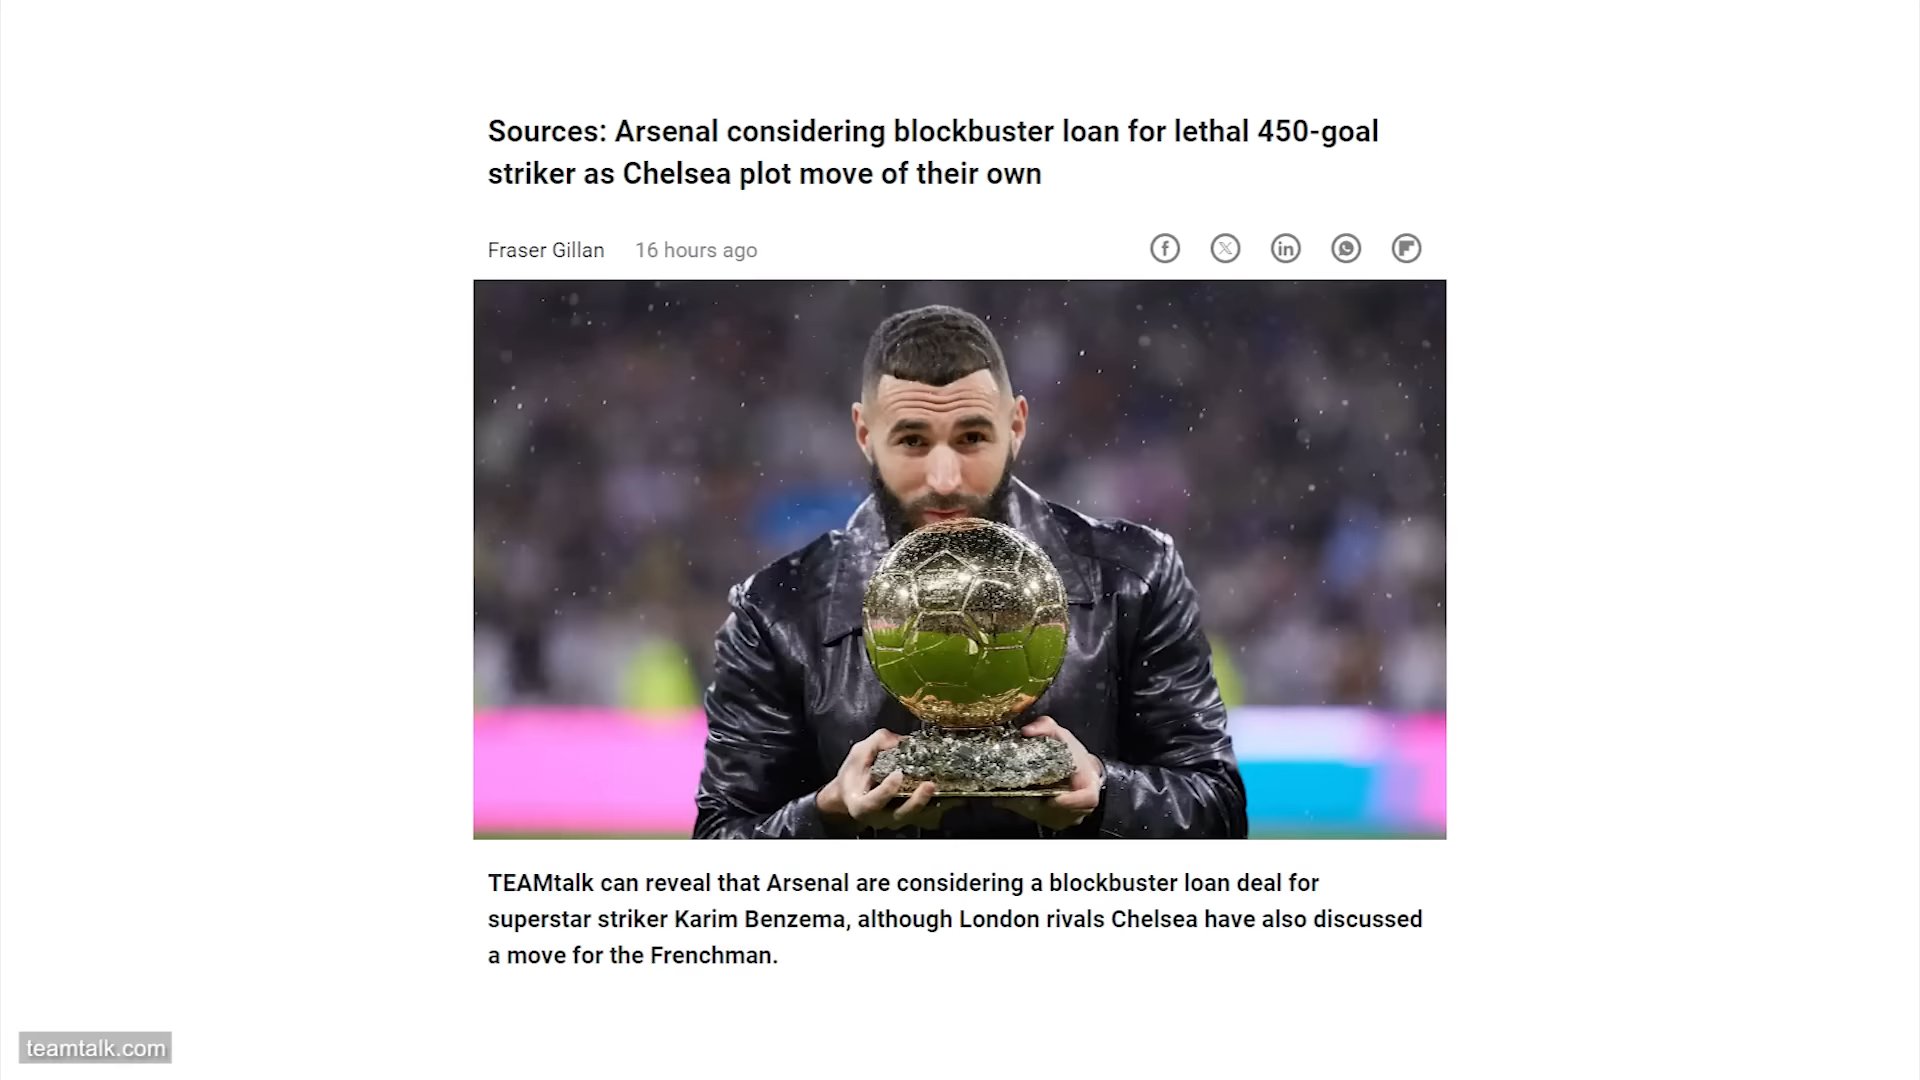 Sources: Arsenal considering blockbuster loan for lethal 450-goal
striker as Chelsea plot move of their own
Fraser Gillan 16 hours ago
TEAMtalk can reveal that Arsenal are considering a blockbuster loan deal for
superstar striker Karim Benzema, although London rivals Chelsea have also discussed
a move for the Frenchman.
teamtalk.com